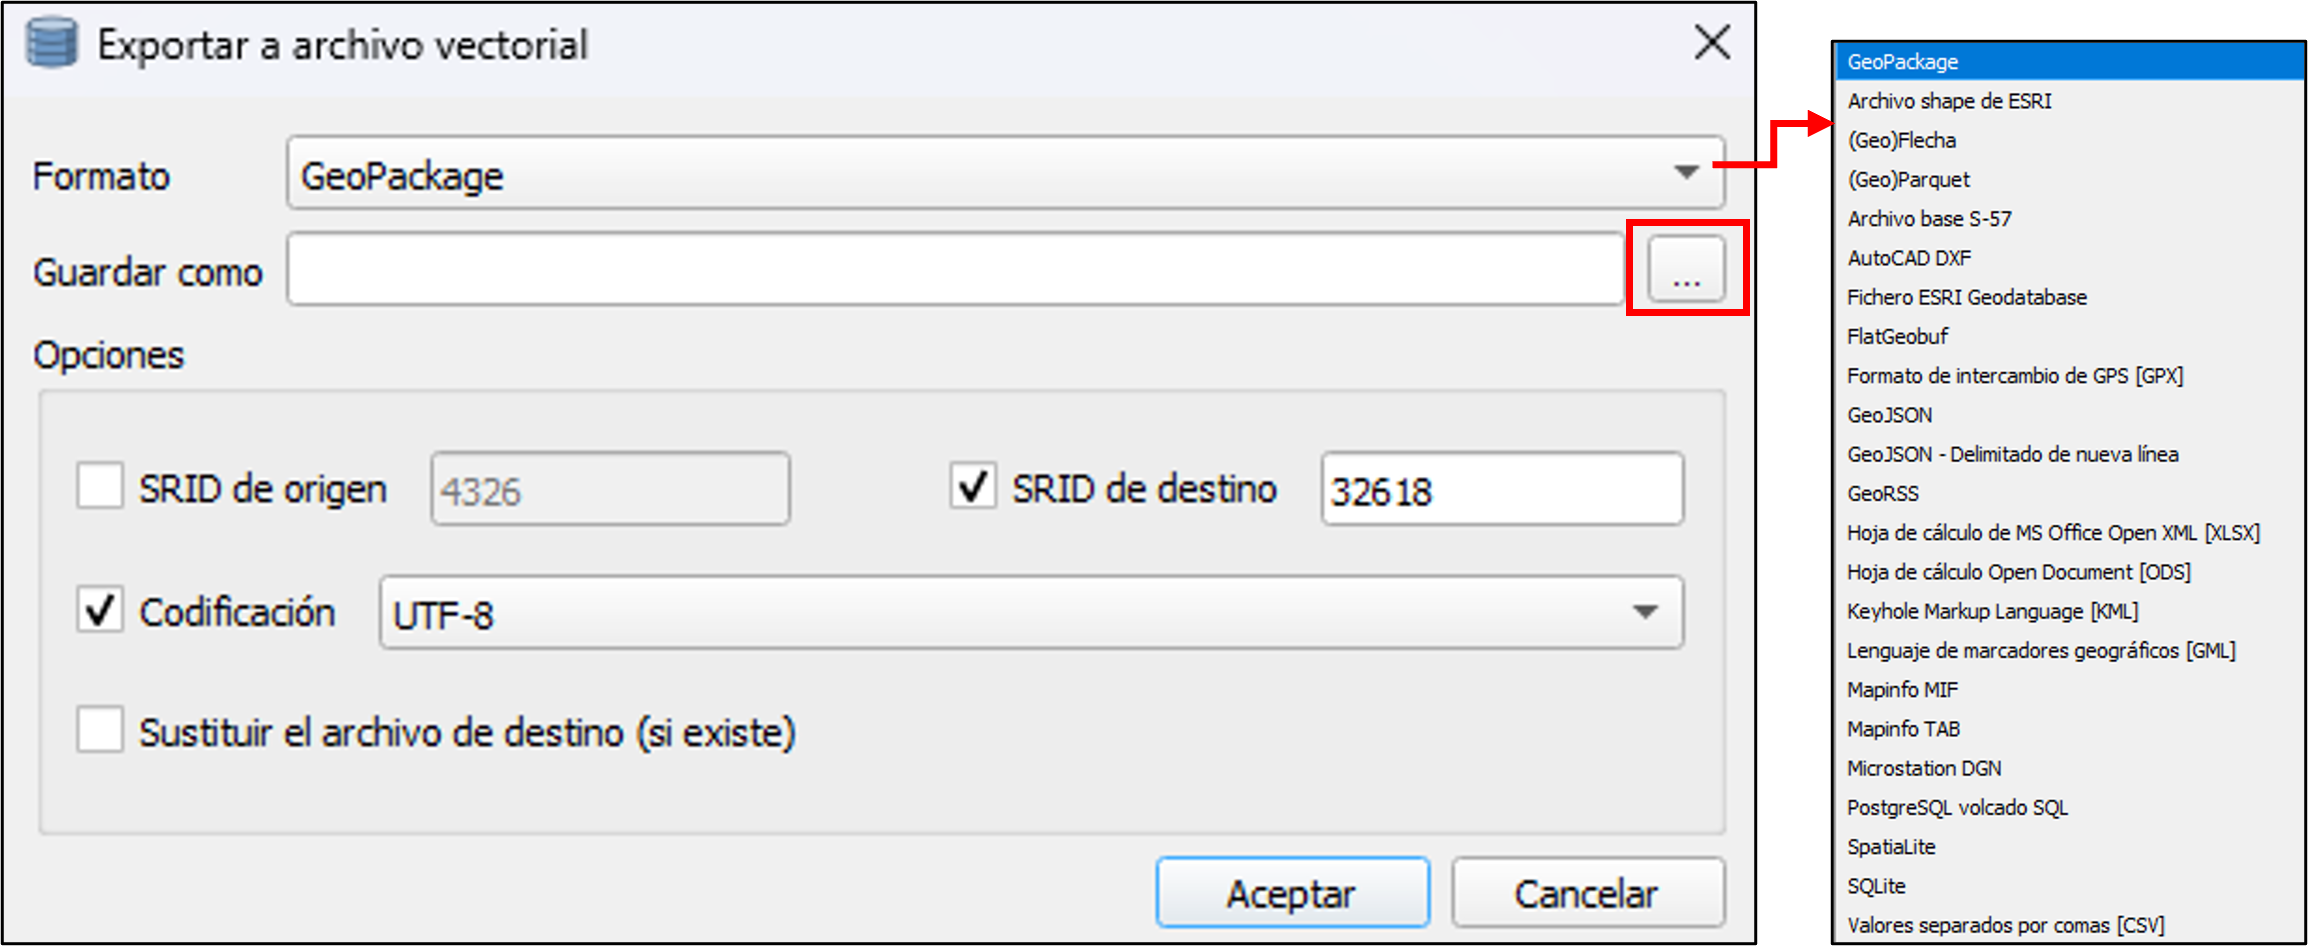 Exportar a archivo vectorial
Formato
GeoPackage
Guardar como
...
Opciones
SRID de origen
4326
SRID de destino
32618
Codificación
UTF-8
Sustituir el archivo de destino (si existe)
Aceptar
Cancelar
GeoPackage
Archivo shape de ESRI
(Geo)Flecha
(Geo)Parquet
Archivo base S-57
AutoCAD DXF
Fichero ESRI Geodatabase
FlatGeobuf
Formato de intercambio de GPS [GPX]
GeoJSON
GeoJSON - Delimitado de nueva línea
GeoRSS
Hoja de cálculo de MS Office Open XML [XLSX]
Hoja de cálculo Open Document [ODS]
Keyhole Markup Language [KML]
Lenguaje de marcadores geográficos [GML]
Mapinfo MIF
Mapinfo TAB
Microstation DGN
PostgreSQL volcado SQL
SpatiaLite
SQLite
Valores separados por comas [CSV]